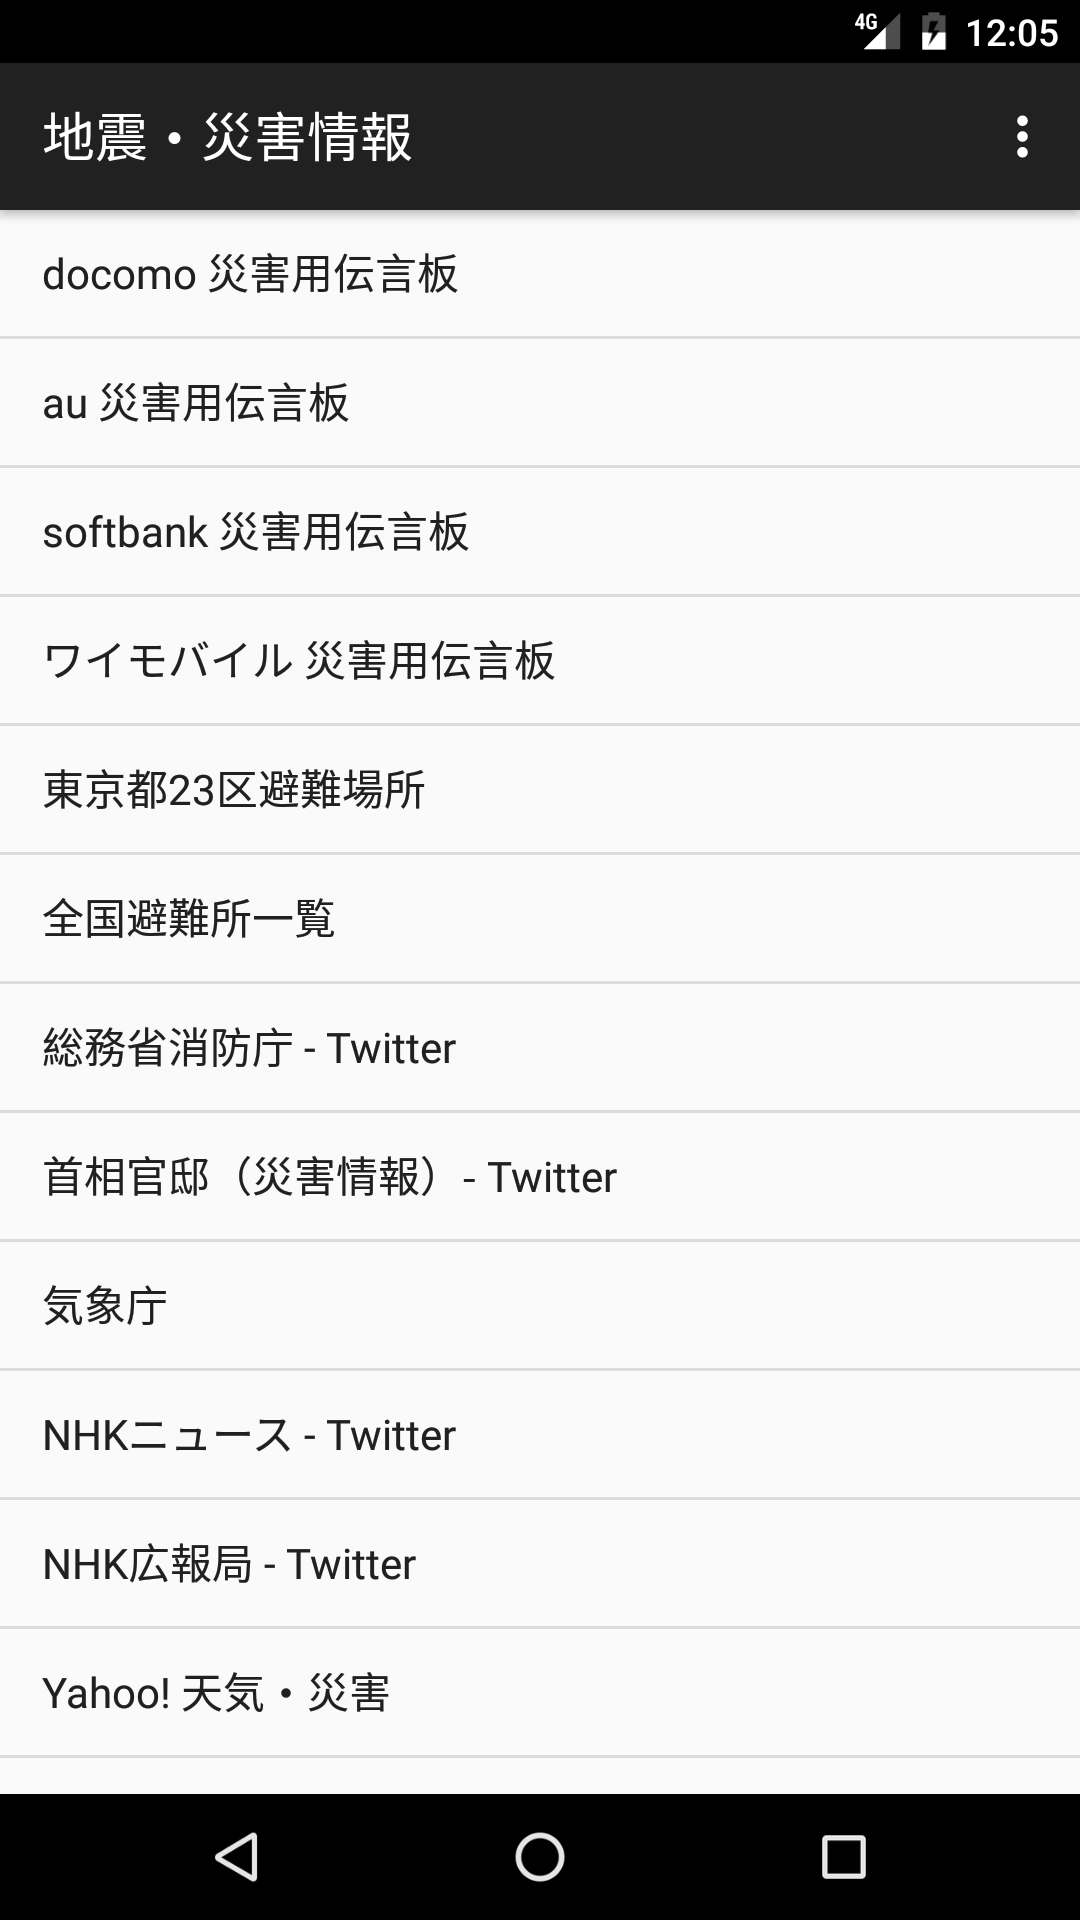 4G 12:05
地震・災害情報
docomo 災害用伝言板
au 災害用伝言板
softbank 災害用伝言板
ワイモバイル 災害用伝言板
東京都23区避難場所
全国避難所一覧
総務省消防庁 - Twitter
首相官邸（災害情報）- Twitter
気象庁
NHKニュース - Twitter
NHK広報局 - Twitter
Yahoo! 天気・災害